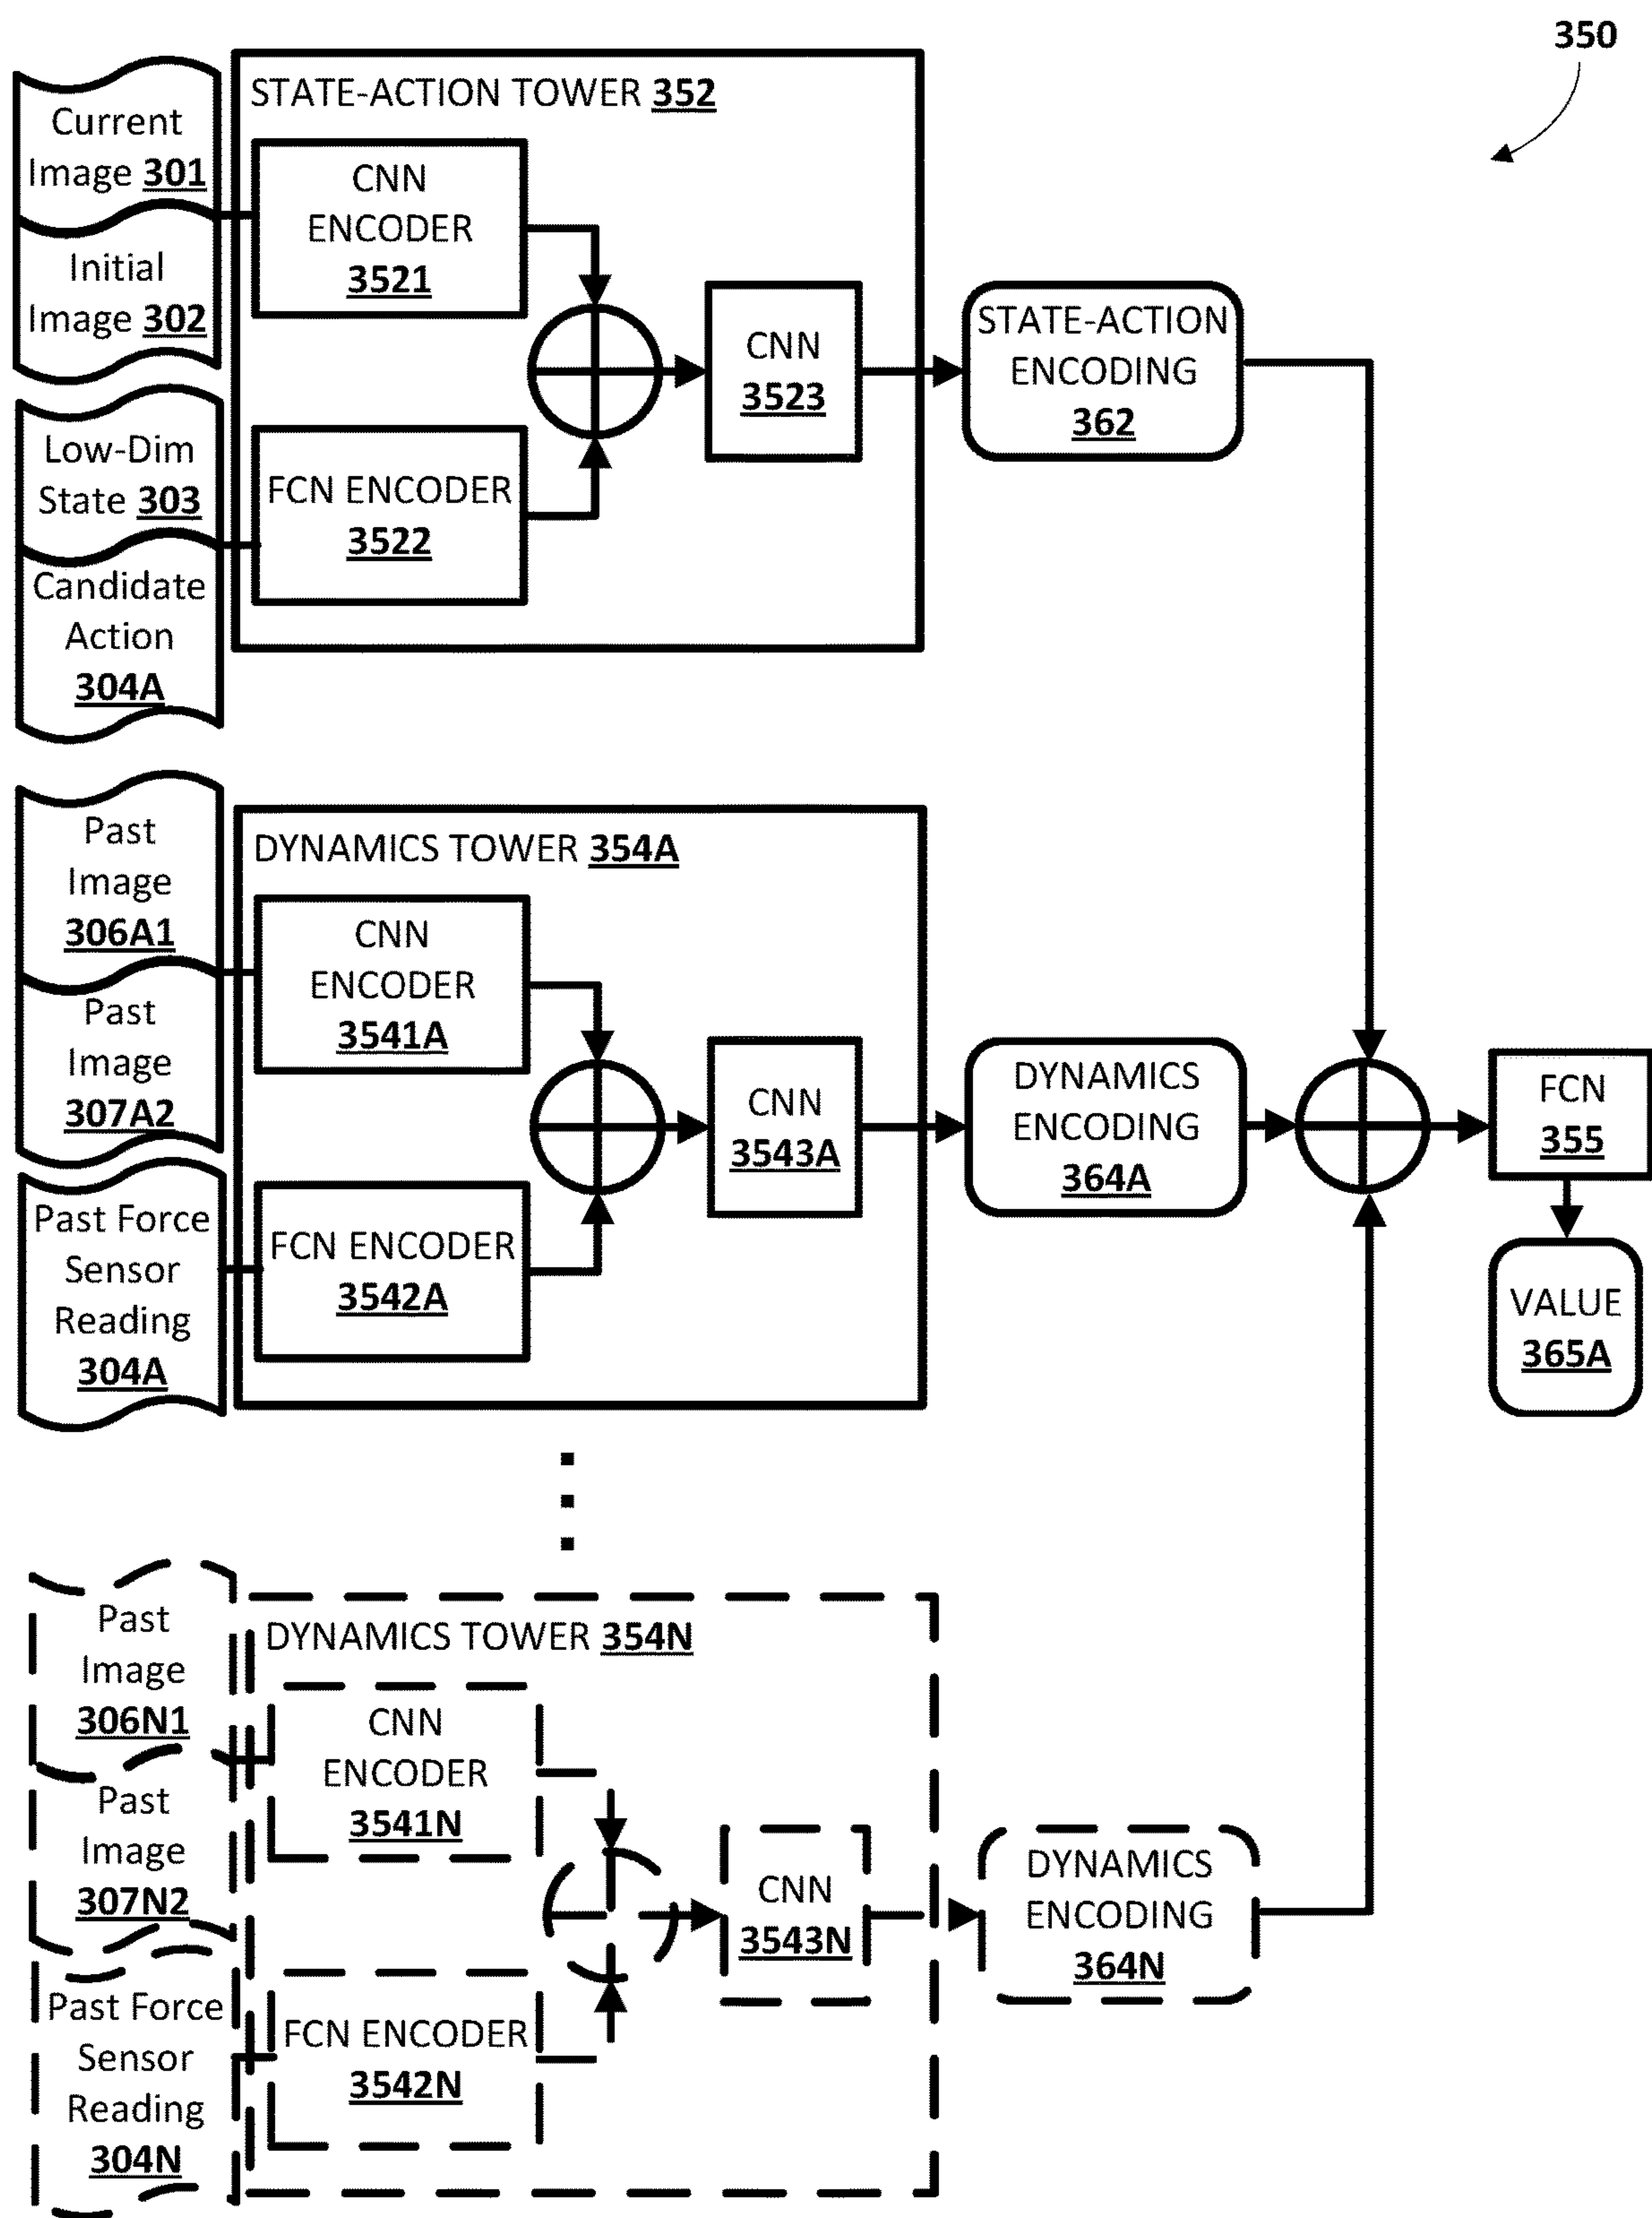 350
Current
Image 301
Initial
Image 302
Low-Dim
State 303
Candidate
Action
304A
STATE-ACTION TOWER 352
CNN
ENCODER
3521
FCN ENCODER
3522
CNN
3523
STATE-ACTION
ENCODING
362
Past
Image
306A1
Past
Image
307A2
Past Force
Sensor
Reading
304A
DYNAMICS TOWER 354A
CNN
ENCODER
3541A
FCN ENCODER
3542A
CNN
3543A
DYNAMICS
ENCODING
364A
FCN
355
VALUE
365A
Past
Image
306N1
Past
Image
307N2
Past Force
Sensor
Reading
304N
DYNAMICS TOWER 354N
CNN
ENCODER
3541N
FCN ENCODER
3542N
CNN
3543N
DYNAMICS
ENCODING
364N